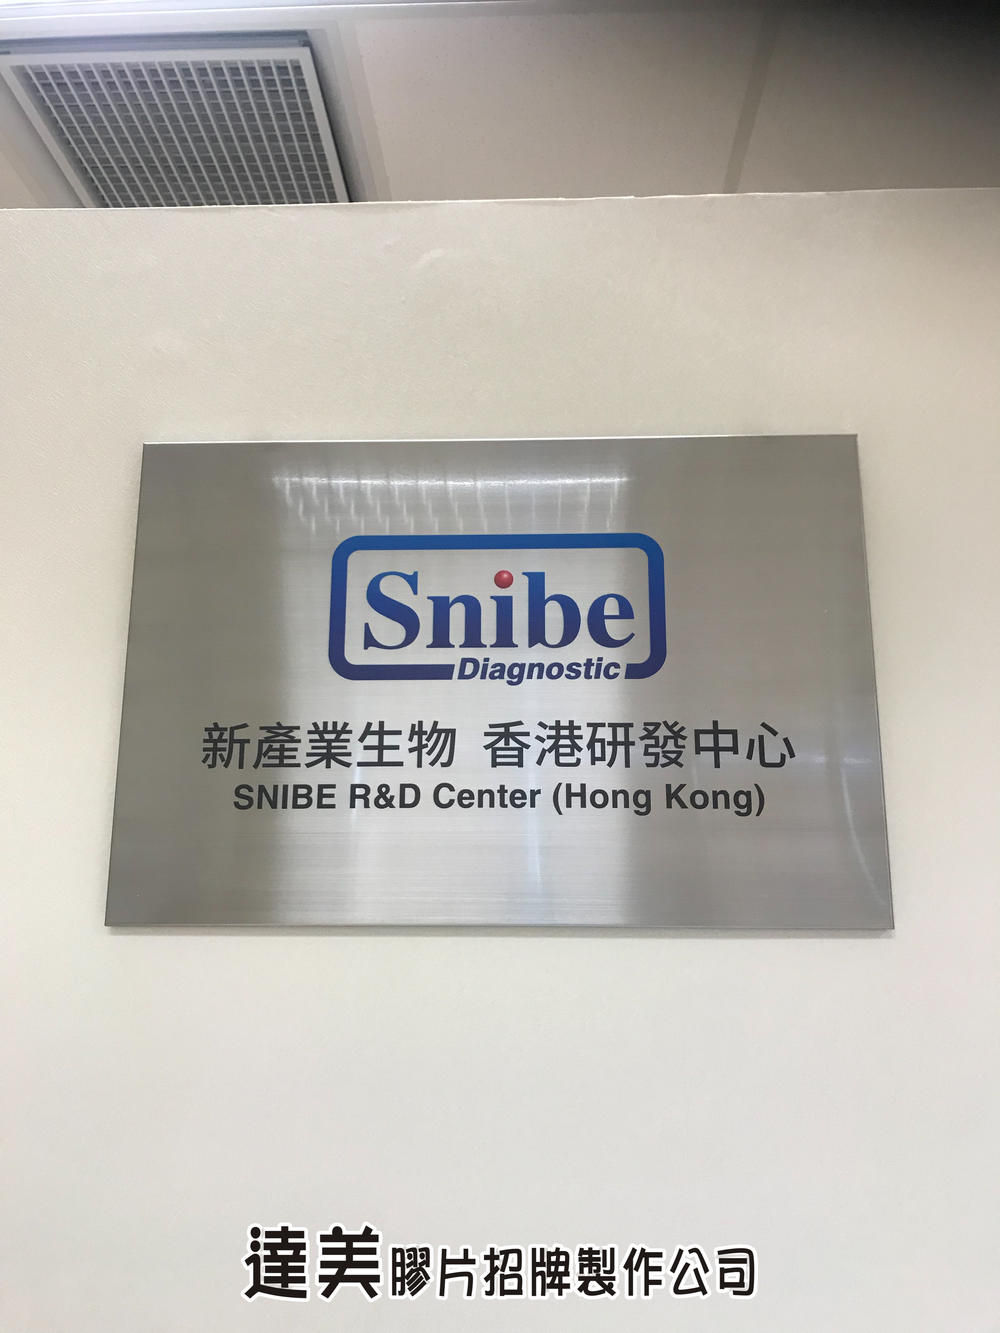 Snibe
Diagnostic
新產業生物 香港研發中心
SNIBE R&D Center (Hong Kong)
達美膠片招牌製作公司